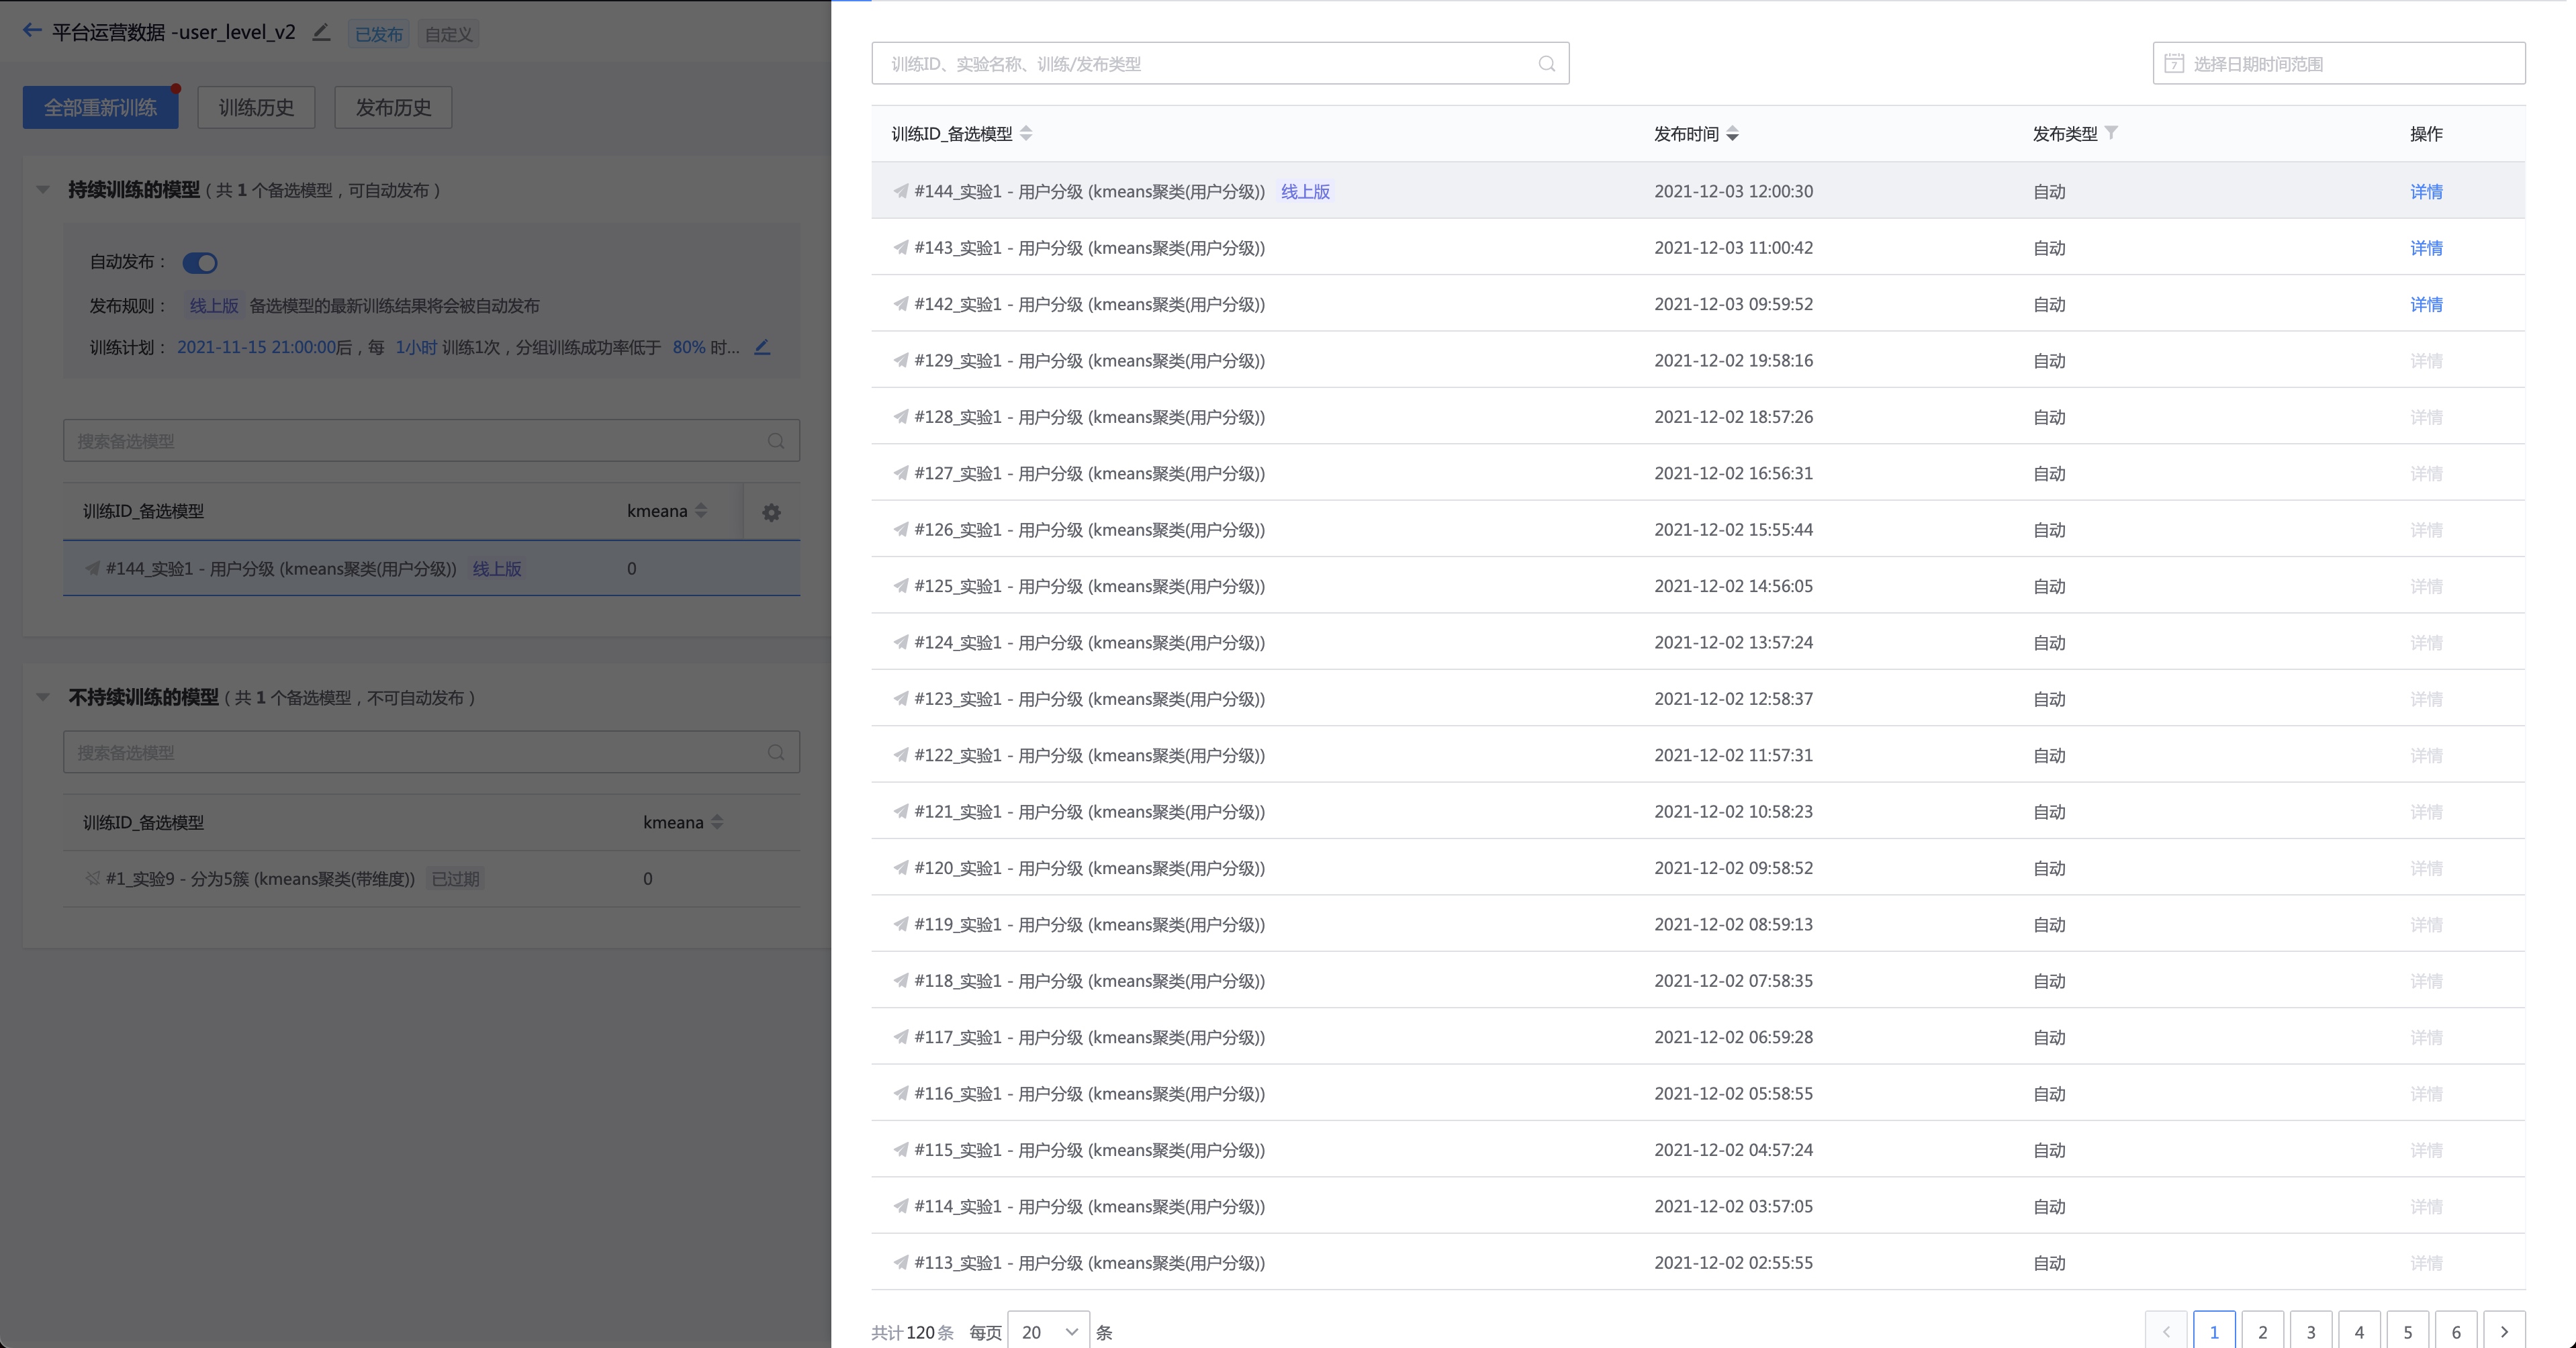 平台运营数据 -user_level_v2 已发布 自定义
全部重新训练 训练历史 发布历史
持续训练的模型 ( 共 1 个备选模型，可自动发布 )
自动发布：
发布规则： 线上版 备选模型的最新训练结果将会被自动发布
训练计划： 2021-11-15 21:00:00后，每 1小时 训练1次，分组训练成功率低于 80% 时...
搜索备选模型
训练ID_备选模型 kmeana
#144_实验1 - 用户分级 (kmeans聚类(用户分级)) 线上版 0
不持续训练的模型 ( 共 1 个备选模型，不可自动发布 )
搜索备选模型
训练ID_备选模型 kmeana
#1_实验9 - 分为5簇 (kmeans聚类(带维度)) 已过期 0
训练ID、实验名称、训练/发布类型 7 选择日期时间范围
训练ID_备选模型 发布时间 发布类型 操作
#144_实验1 - 用户分级 (kmeans聚类(用户分级)) 线上版 2021-12-03 12:00:30 自动 详情
#143_实验1 - 用户分级 (kmeans聚类(用户分级)) 2021-12-03 11:00:42 自动 详情
#142_实验1 - 用户分级 (kmeans聚类(用户分级)) 2021-12-03 09:59:52 自动 详情
#129_实验1 - 用户分级 (kmeans聚类(用户分级)) 2021-12-02 19:58:16 自动 详情
#128_实验1 - 用户分级 (kmeans聚类(用户分级)) 2021-12-02 18:57:26 自动 详情
#127_实验1 - 用户分级 (kmeans聚类(用户分级)) 2021-12-02 16:56:31 自动 详情
#126_实验1 - 用户分级 (kmeans聚类(用户分级)) 2021-12-02 15:55:44 自动 详情
#125_实验1 - 用户分级 (kmeans聚类(用户分级)) 2021-12-02 14:56:05 自动 详情
#124_实验1 - 用户分级 (kmeans聚类(用户分级)) 2021-12-02 13:57:24 自动 详情
#123_实验1 - 用户分级 (kmeans聚类(用户分级)) 2021-12-02 12:58:37 自动 详情
#122_实验1 - 用户分级 (kmeans聚类(用户分级)) 2021-12-02 11:57:31 自动 详情
#121_实验1 - 用户分级 (kmeans聚类(用户分级)) 2021-12-02 10:58:23 自动 详情
#120_实验1 - 用户分级 (kmeans聚类(用户分级)) 2021-12-02 09:58:52 自动 详情
#119_实验1 - 用户分级 (kmeans聚类(用户分级)) 2021-12-02 08:59:13 自动 详情
#118_实验1 - 用户分级 (kmeans聚类(用户分级)) 2021-12-02 07:58:35 自动 详情
#117_实验1 - 用户分级 (kmeans聚类(用户分级)) 2021-12-02 06:59:28 自动 详情
#116_实验1 - 用户分级 (kmeans聚类(用户分级)) 2021-12-02 05:58:55 自动 详情
#115_实验1 - 用户分级 (kmeans聚类(用户分级)) 2021-12-02 04:57:24 自动 详情
#114_实验1 - 用户分级 (kmeans聚类(用户分级)) 2021-12-02 03:57:05 自动 详情
#113_实验1 - 用户分级 (kmeans聚类(用户分级)) 2021-12-02 02:55:55 自动 详情
共计 120 条 每页 20 条 1 2 3 4 5 6